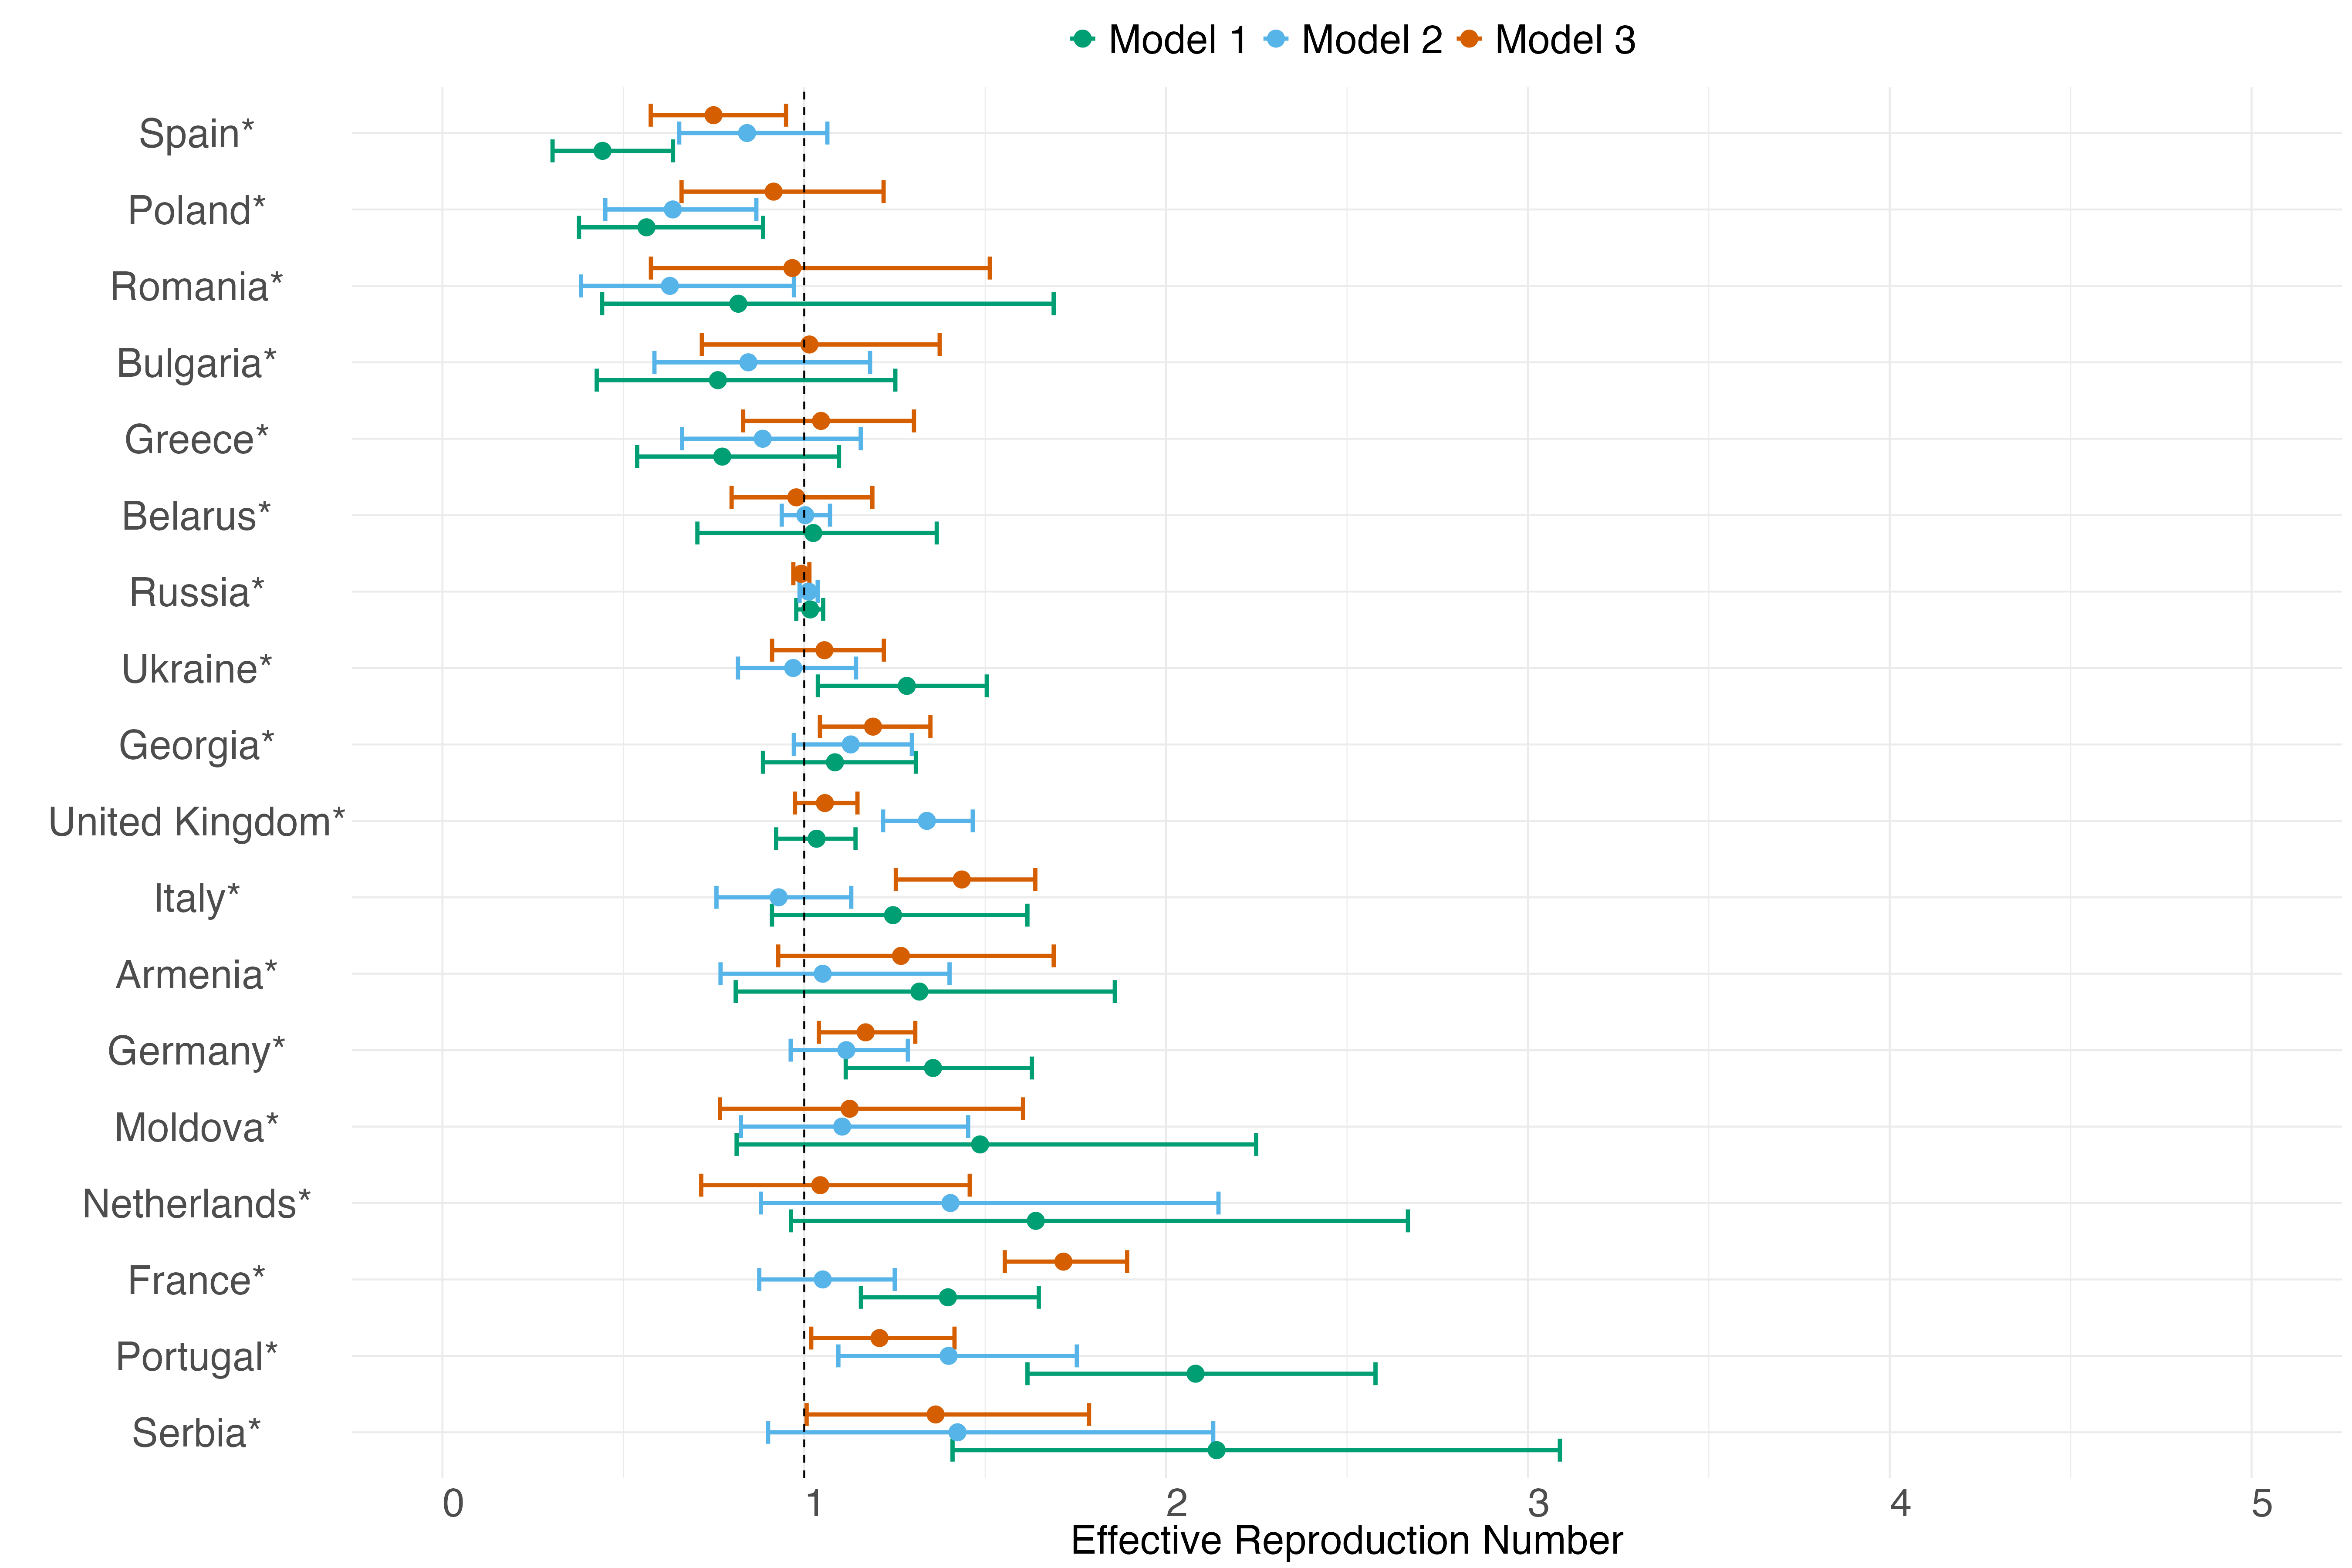 Model 1 Model 2 Model 3
Spain*
Poland*
Romania*
Bulgaria*
Greece*
Belarus*
Russia*
Ukraine*
Georgia*
United Kingdom*
Italy*
Armenia*
Germany*
Moldova*
Netherlands*
France*
Portugal*
Serbia*
0 1 2 3 4 5
Effective Reproduction Number